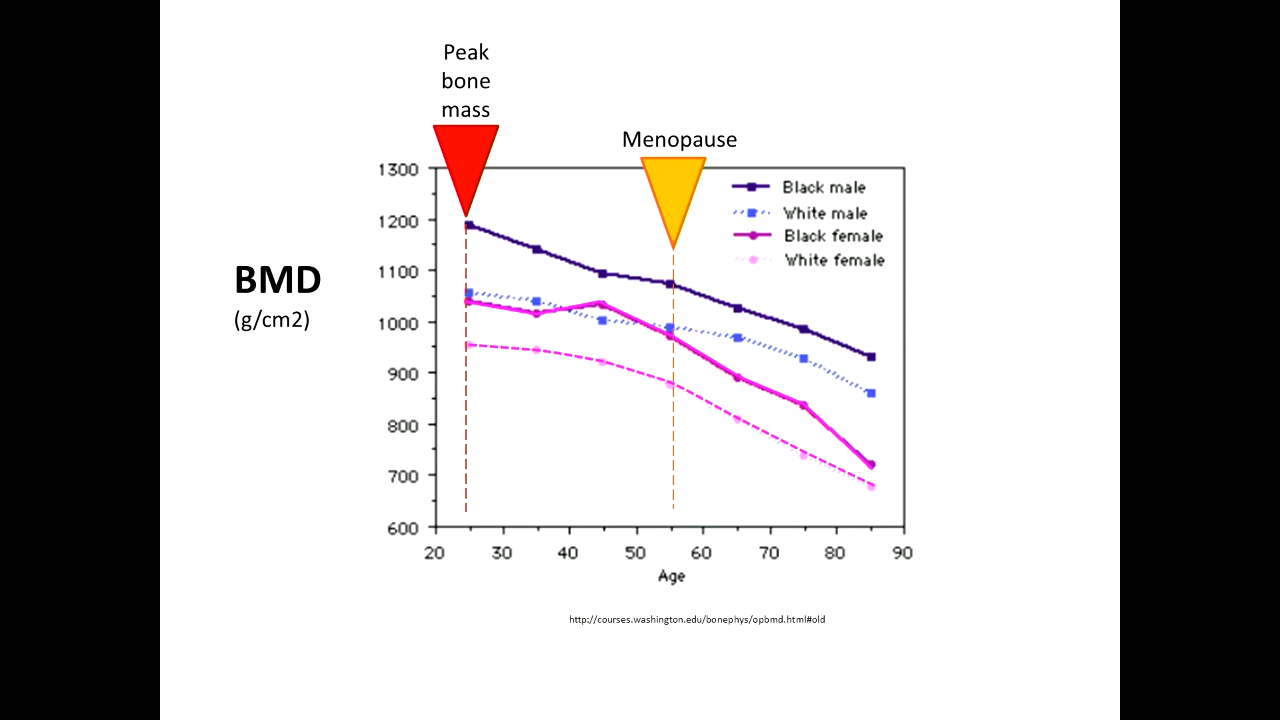 Peak
bone
mass
Menopause
1300
1200
1100
1000
900
800
700
600
BMD
(g/cm2)
Black male
White male
Black female
White female
20 30 40 50 60 70 80 90
Age
http://courses.washington.edu/bonephys/opbmd.html#old